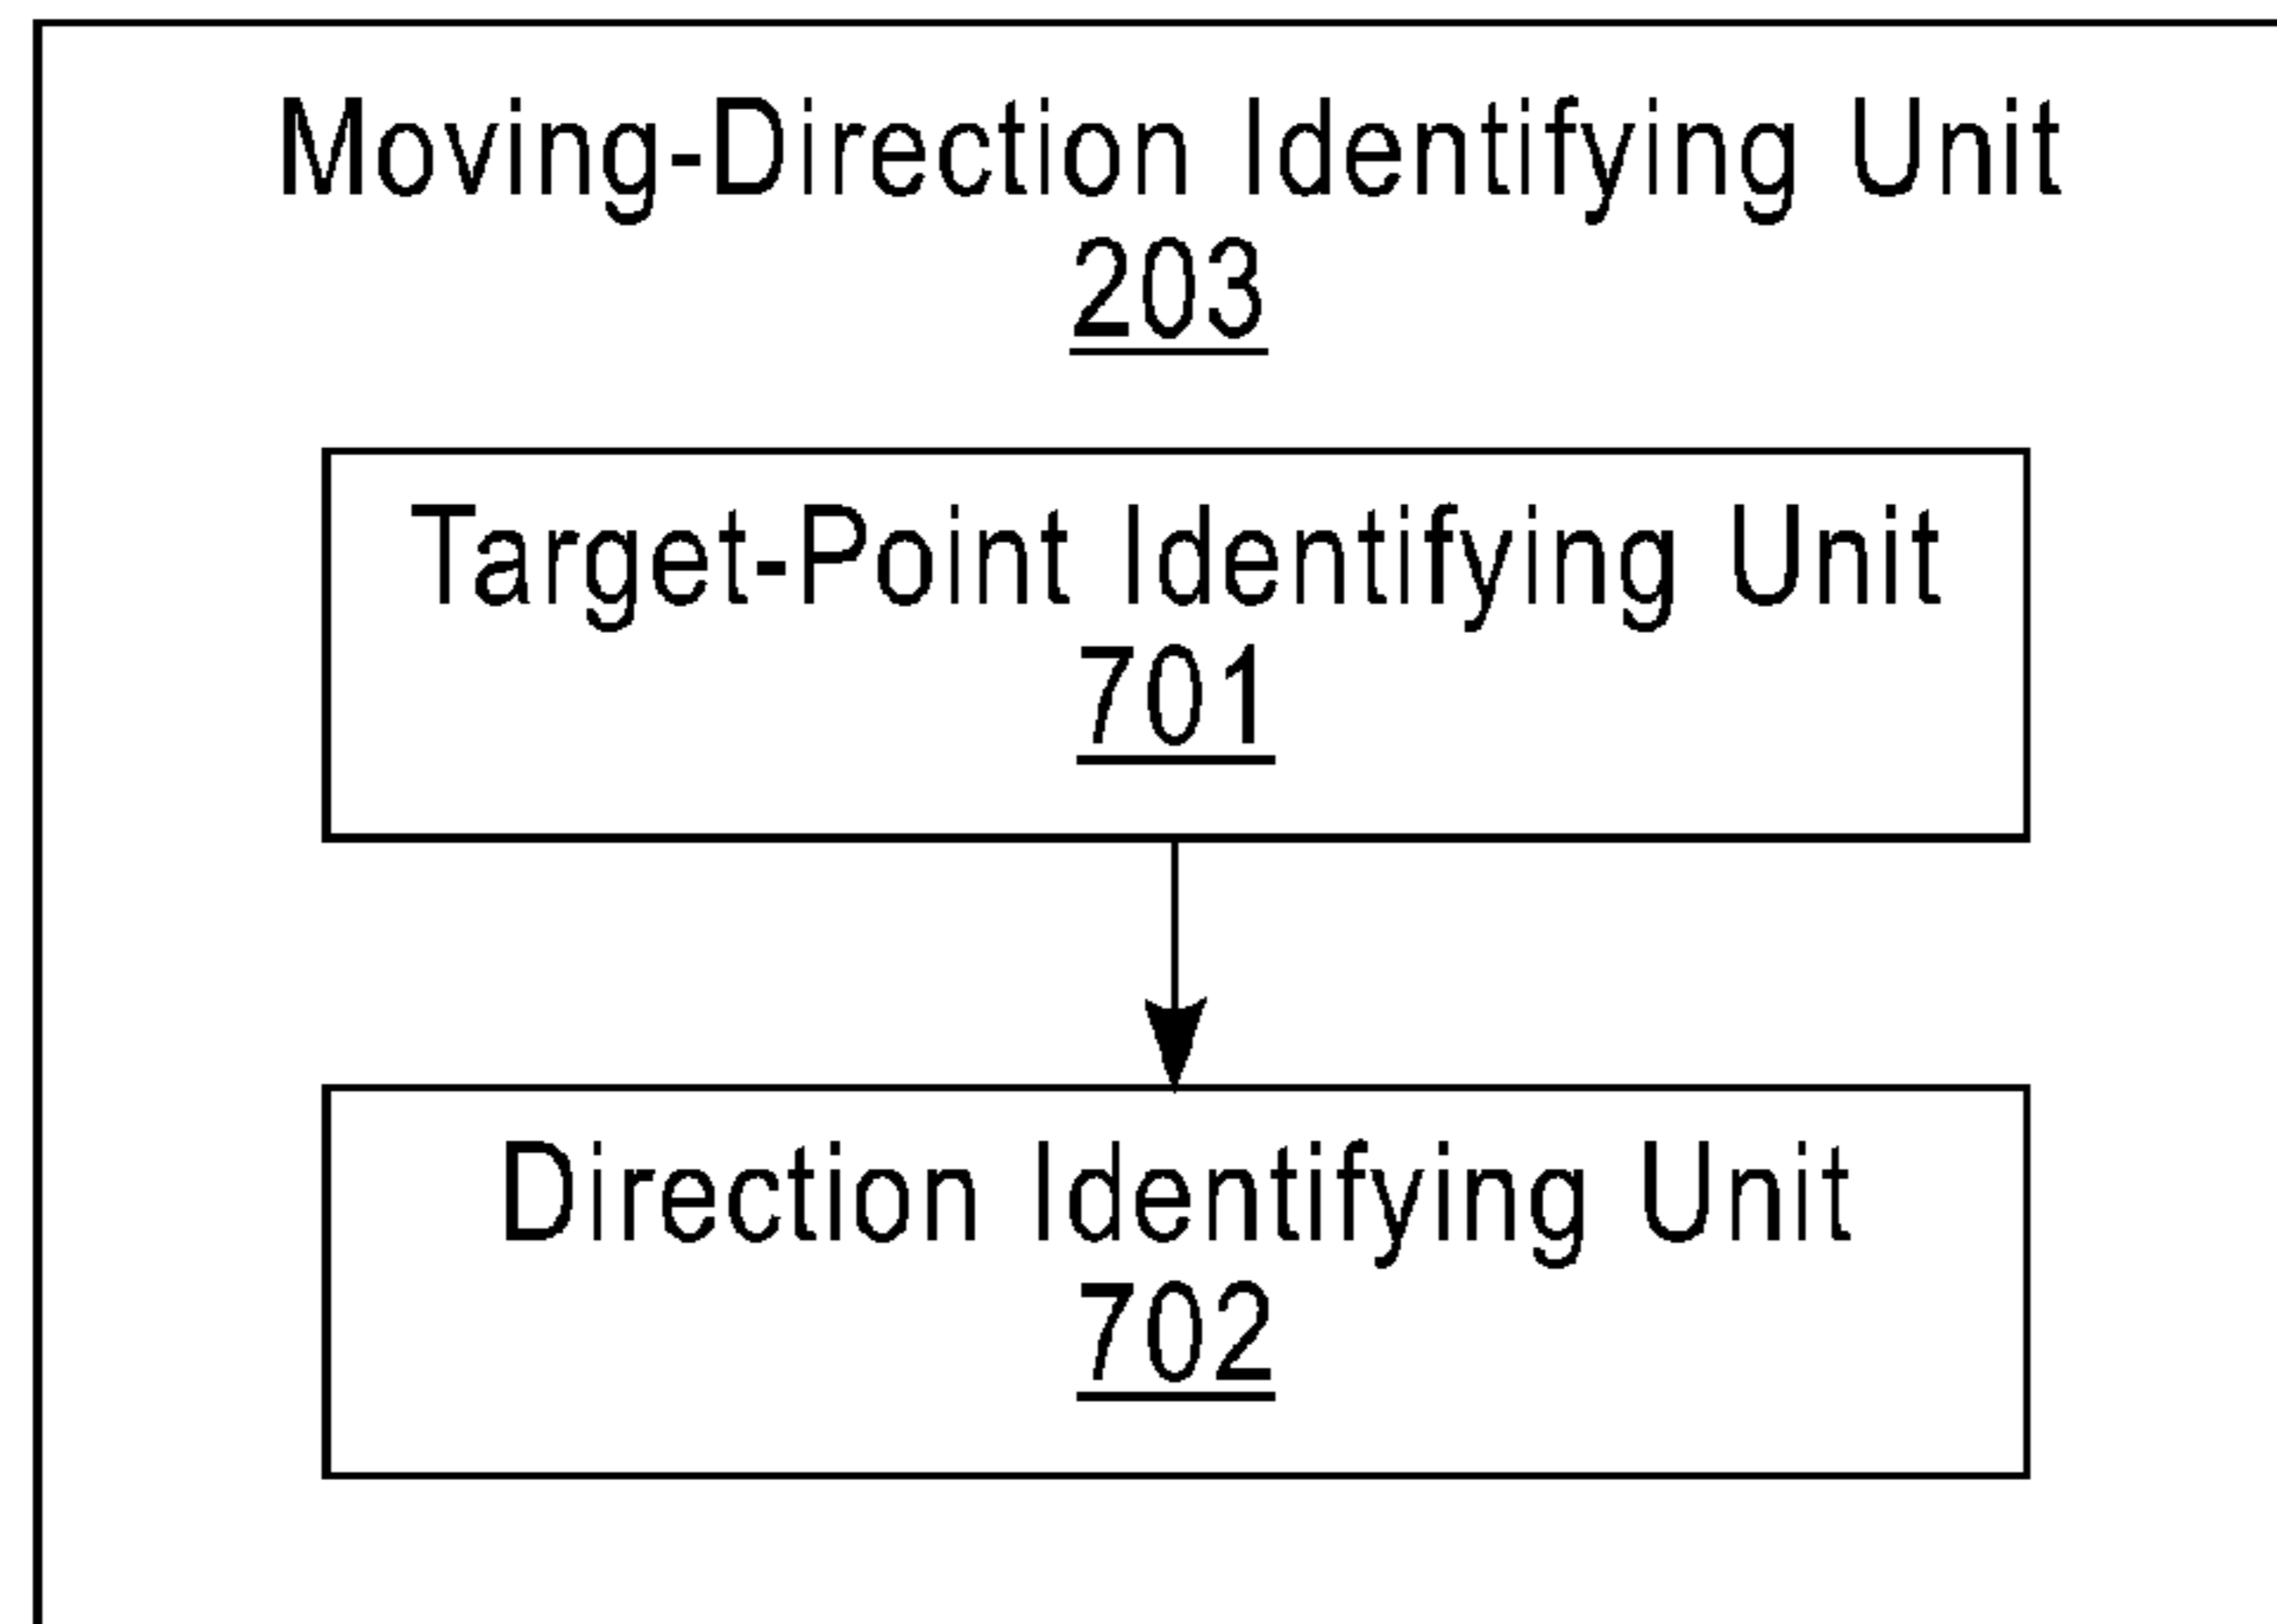 Moving-Direction Identifying Unit
203
Target-Point Identifying Unit
701
Direction Identifying Unit
702